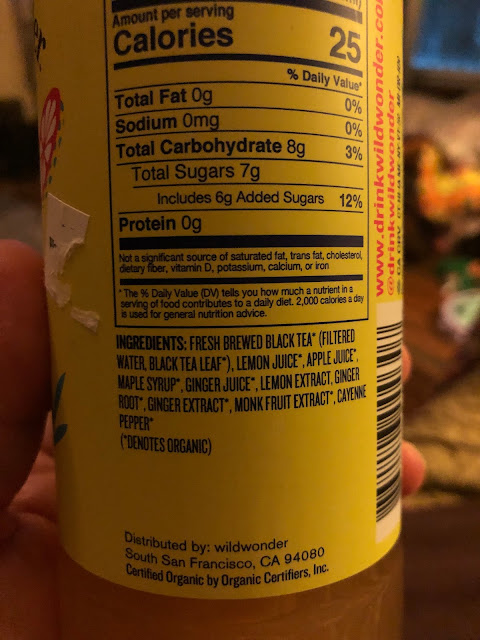 er
Amount per serving
Calories 25
% Daily Value*
Total Fat 0g 0%
Sodium 0mg 0%
Total Carbohydrate 8g 3%
Total Sugars 7g
Includes 6g Added Sugars 12%
Protein 0g
Not a significant source of saturated fat, trans fat, cholesterol,
dietary fiber, vitamin D, potassium, calcium, or iron
* The % Daily Value (DV) tells you how much a nutrient in a
serving of food contributes to a daily diet. 2,000 calories a day
is used for general nutrition advice.
INGREDIENTS: FRESH BREWED BLACK TEA* (FILTERED
WATER, BLACK TEA LEAF*), LEMON JUICE*, APPLE JUICE*,
MAPLE SYRUP*, GINGER JUICE*, LEMON EXTRACT, GINGER
ROOT*, GINGER EXTRACT*, MONK FRUIT EXTRACT*, CAYENNE
PEPPER*
(*DENOTES ORGANIC)
Distributed by: wildwonder
South San Francisco, CA 94080
Certified Organic by Organic Certifiers, Inc.
www.drinkwildwonder.co
@drinkwildwonder